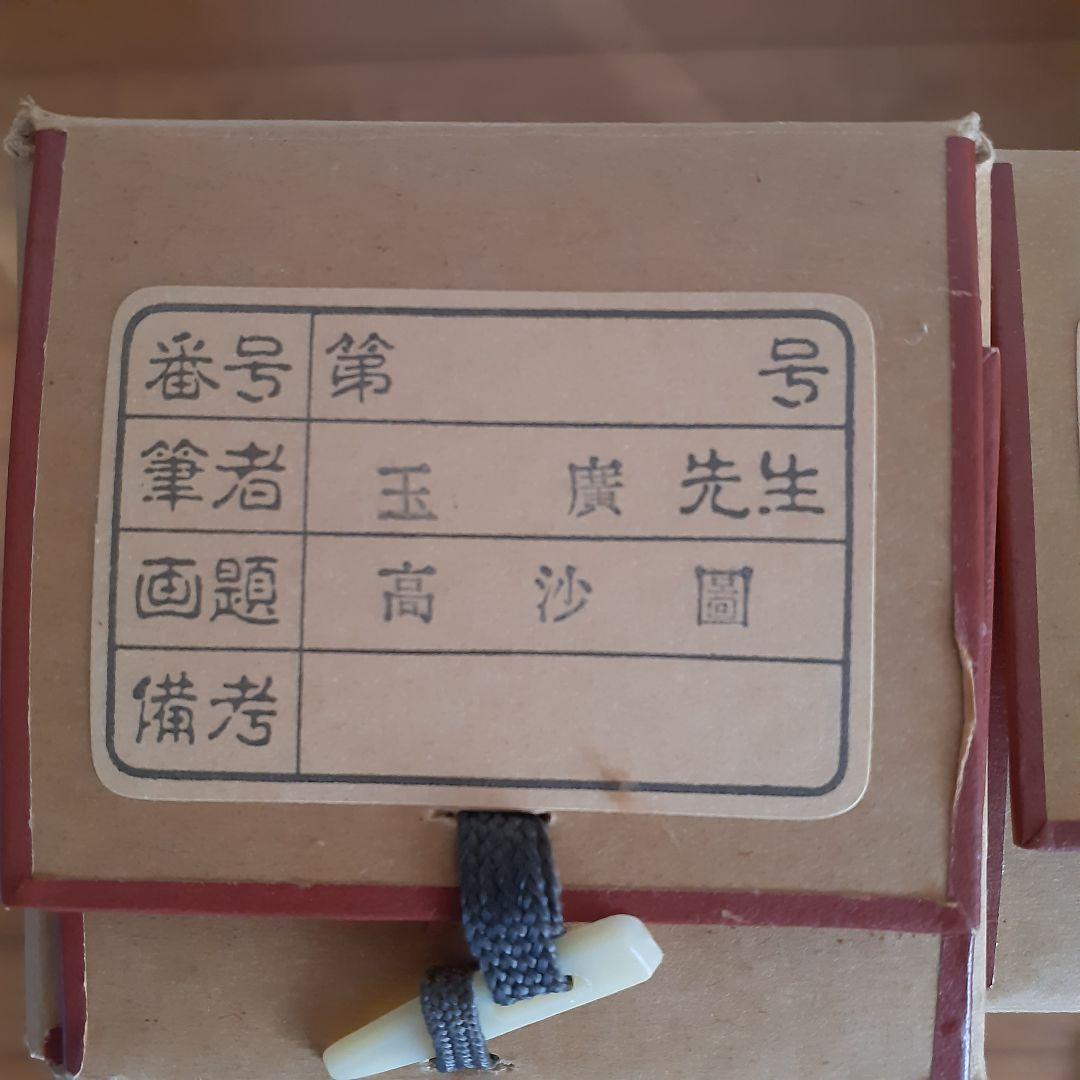 番号 第 号
筆者 玉 廣 先生
画題 高 沙 圖
備考